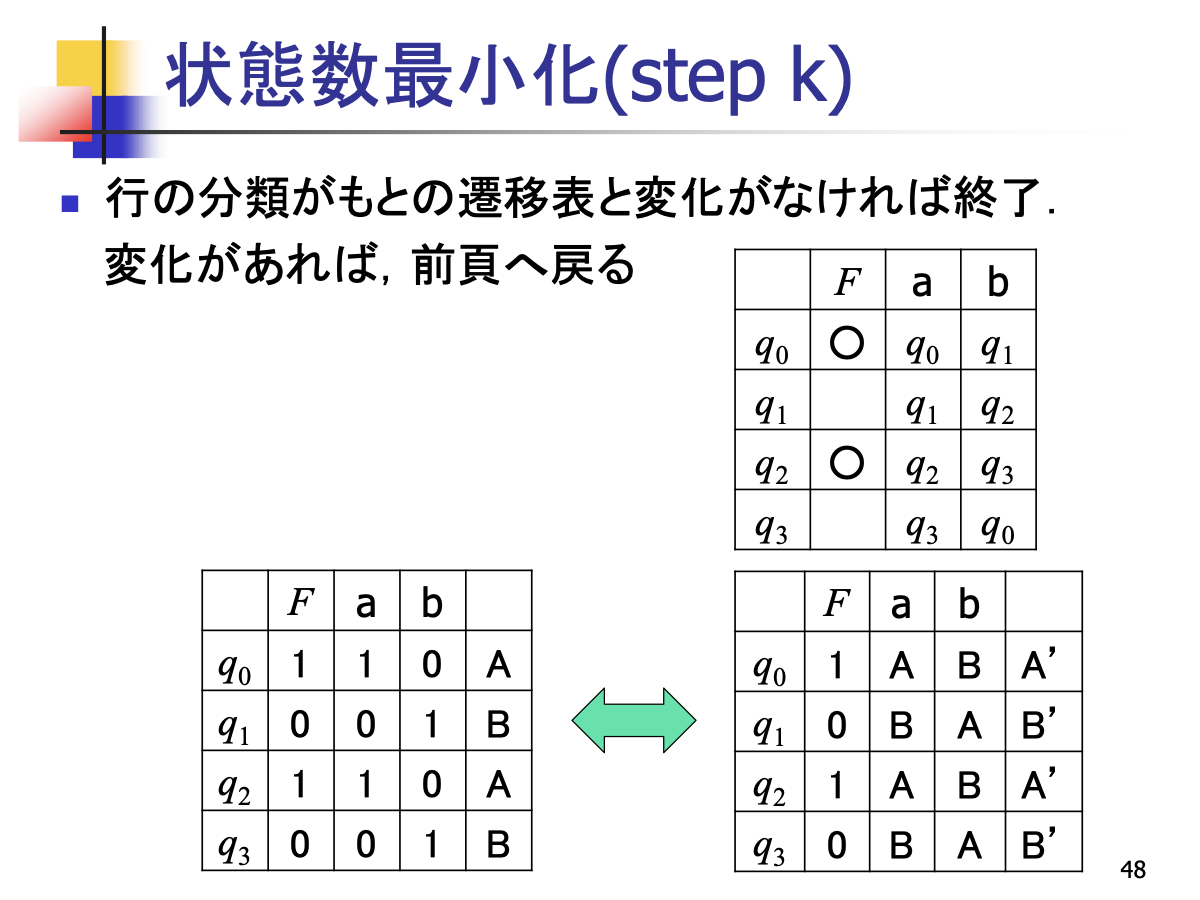 状態数最小化(step k)
行の分類がもとの遷移表と変化がなければ終了.
変化があれば, 前頁へ戻る
F a b
q0 ○ q0 q1
q1 q1 q2
q2 ○ q2 q3
q3 q3 q0
F a b
q0 1 1 0 A
q1 0 0 1 B
q2 1 1 0 A
q3 0 0 1 B
F a b
q0 1 A B A’
q1 0 B A B’
q2 1 A B A’
q3 0 B A B’
48